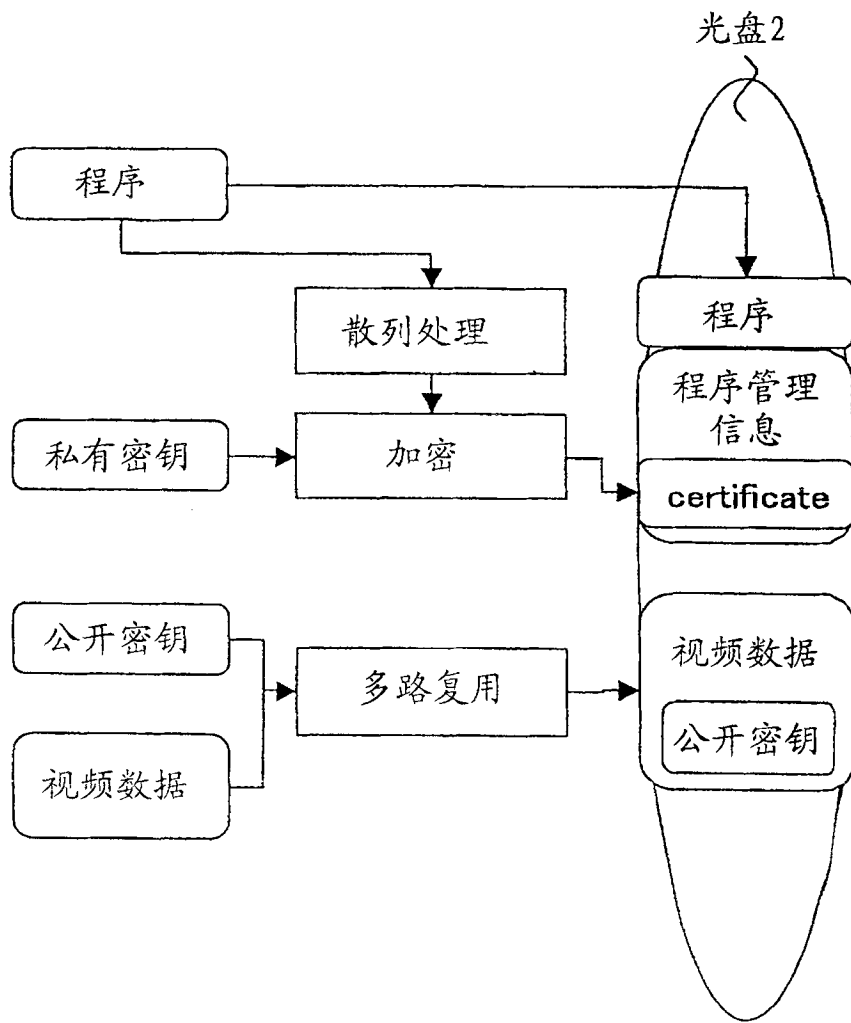 光盘2
程序
散列处理
程序
程序管理
信息
私有密钥
加密
certificate
公开密钥
多路复用
视频数据
公开密钥
视频数据